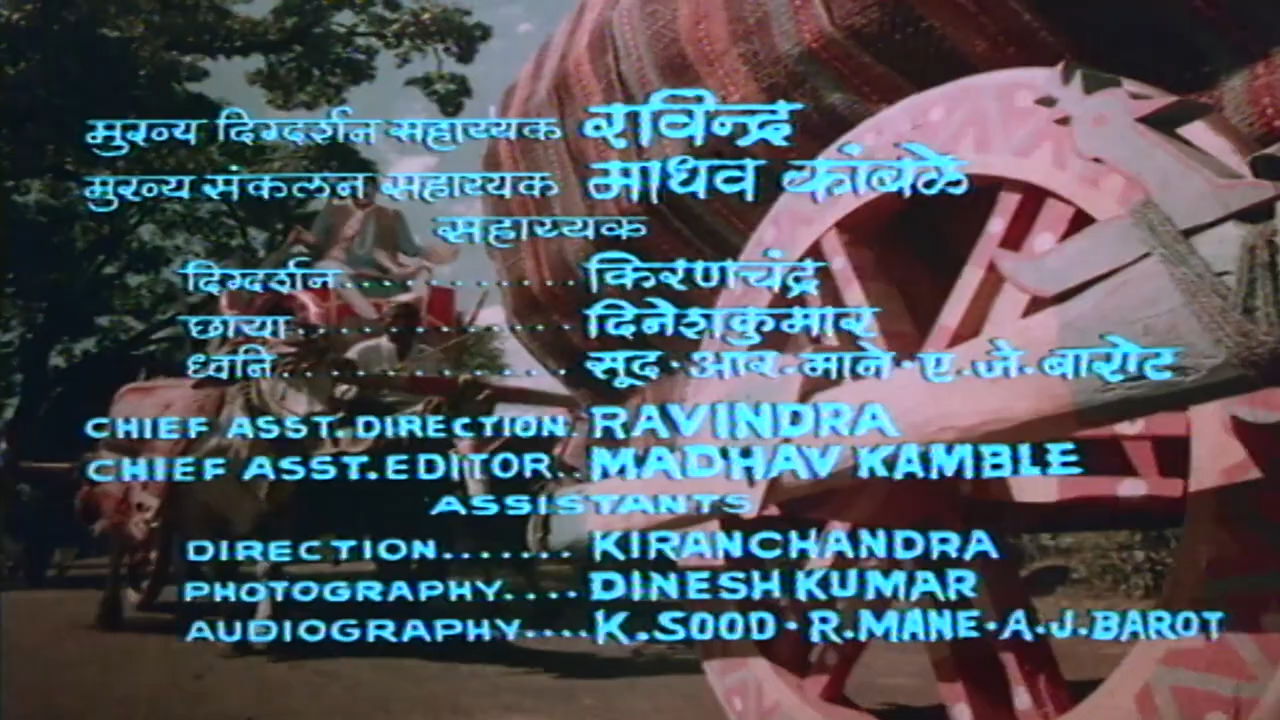 मुख्य दिग्दर्शन सहाय्यक रविन्द्र
मुख्य संकलन सहाय्यक माधव कांबळे
सहाय्यक
दिग्दर्शन........... किरणचंद्र
छाया............. दिनेशकुमार
ध्वनि............. सूद·आर.माने·ए.जे.बारोट
CHIEF ASST.DIRECTION. RAVINDRA
CHIEF ASST.EDITOR.. MADHAV KAMBLE
ASSISTANTS
DIRECTION....... KIRANCHANDRA
PHOTOGRAPHY.... DINESH KUMAR
AUDIOGRAPHY.... K.SOOD·R.MANE·A.J.BAROT